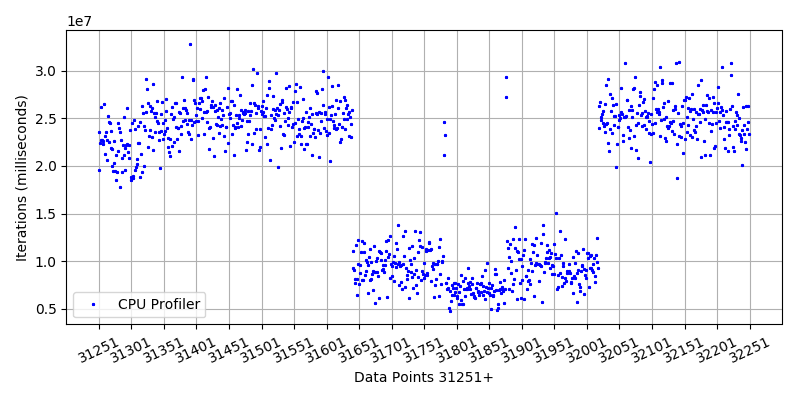 1e7
3.0
2.5
2.0
1.5
1.0
0.5
Iterations (milliseconds)
CPU Profiler
31251 31301 31351 31401 31451 31501 31551 31601 31651 31701 31751 31801 31851 31901 31951 32001 32051 32101 32151 32201 32251
Data Points 31251+